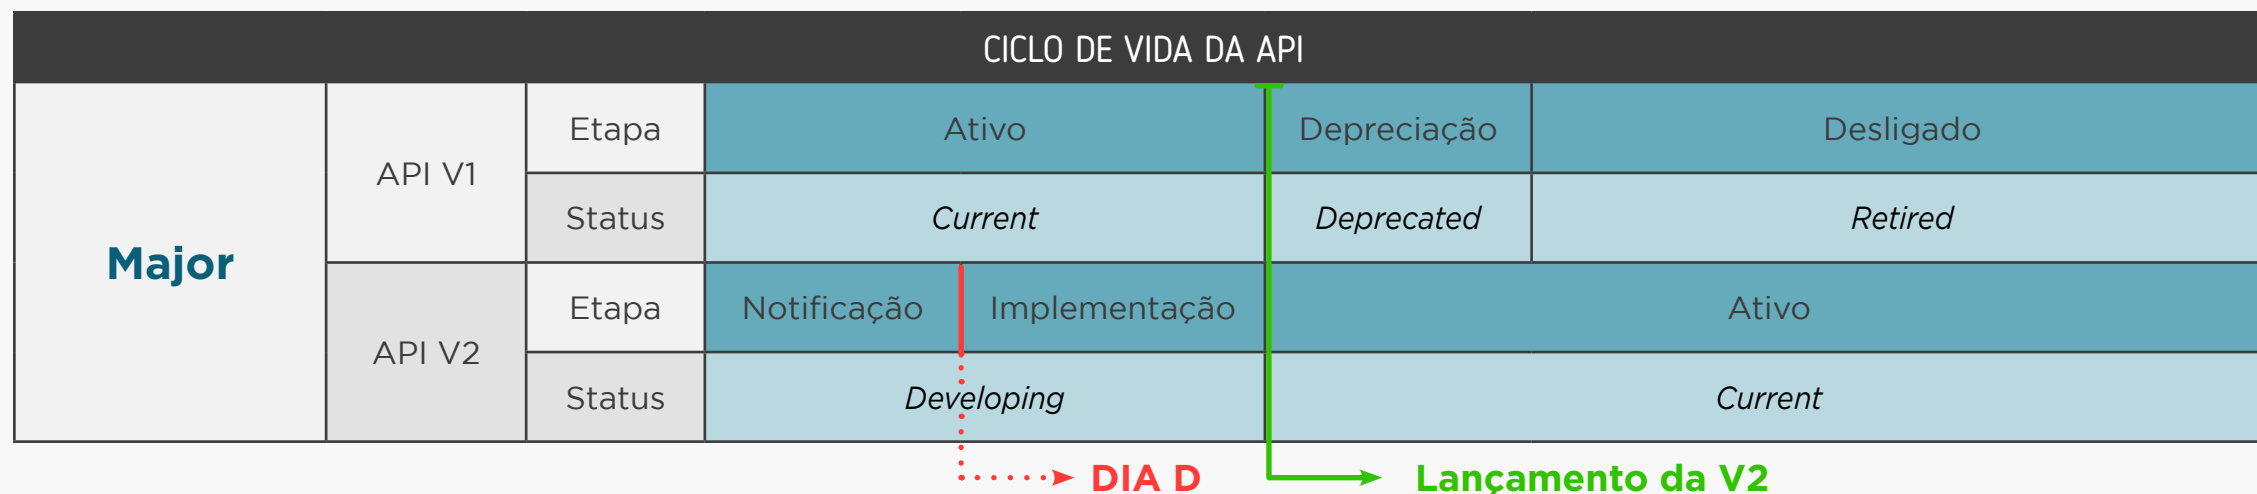 CICLO DE VIDA DA API
Major
API V1
Etapa
Ativo
Depreciação
Desligado
Status
Current
Deprecated
Retired
API V2
Etapa
Notificação
Implementação
Ativo
Status
Developing
Current
DIA D
Lançamento da V2